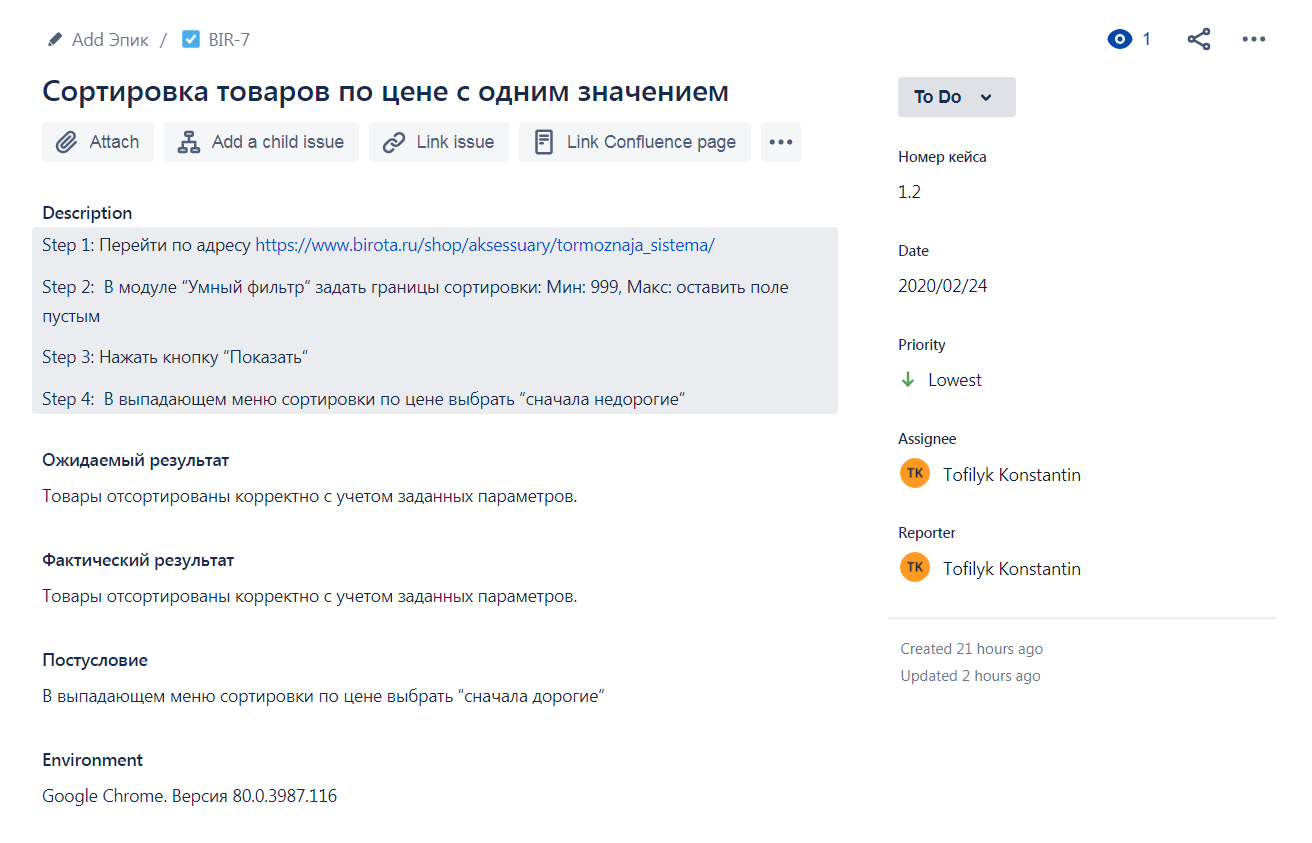 Add Эпик / BIR-7
1
Сортировка товаров по цене с одним значением
Attach
Add a child issue
Link issue
Link Confluence page
Description
Step 1: Перейти по адресу https://www.birota.ru/shop/aksessuary/tormoznaja_sistema/
Step 2:  В модуле “Умный фильтр“ задать границы сортировки: Мин: 999, Макс: оставить поле
пустым
Step 3: Нажать кнопку “Показать“
Step 4:  В выпадающем меню сортировки по цене выбрать “сначала недорогие“
Ожидаемый результат
Товары отсортированы корректно с учетом заданных параметров.
Фактический результат
Товары отсортированы корректно с учетом заданных параметров.
Постусловие
В выпадающем меню сортировки по цене выбрать “сначала дорогие“
Environment
Google Chrome. Версия 80.0.3987.116
To Do
Номер кейса
1.2
Date
2020/02/24
Priority
Lowest
Assignee
TK Tofilyk Konstantin
Reporter
TK Tofilyk Konstantin
Created 21 hours ago
Updated 2 hours ago